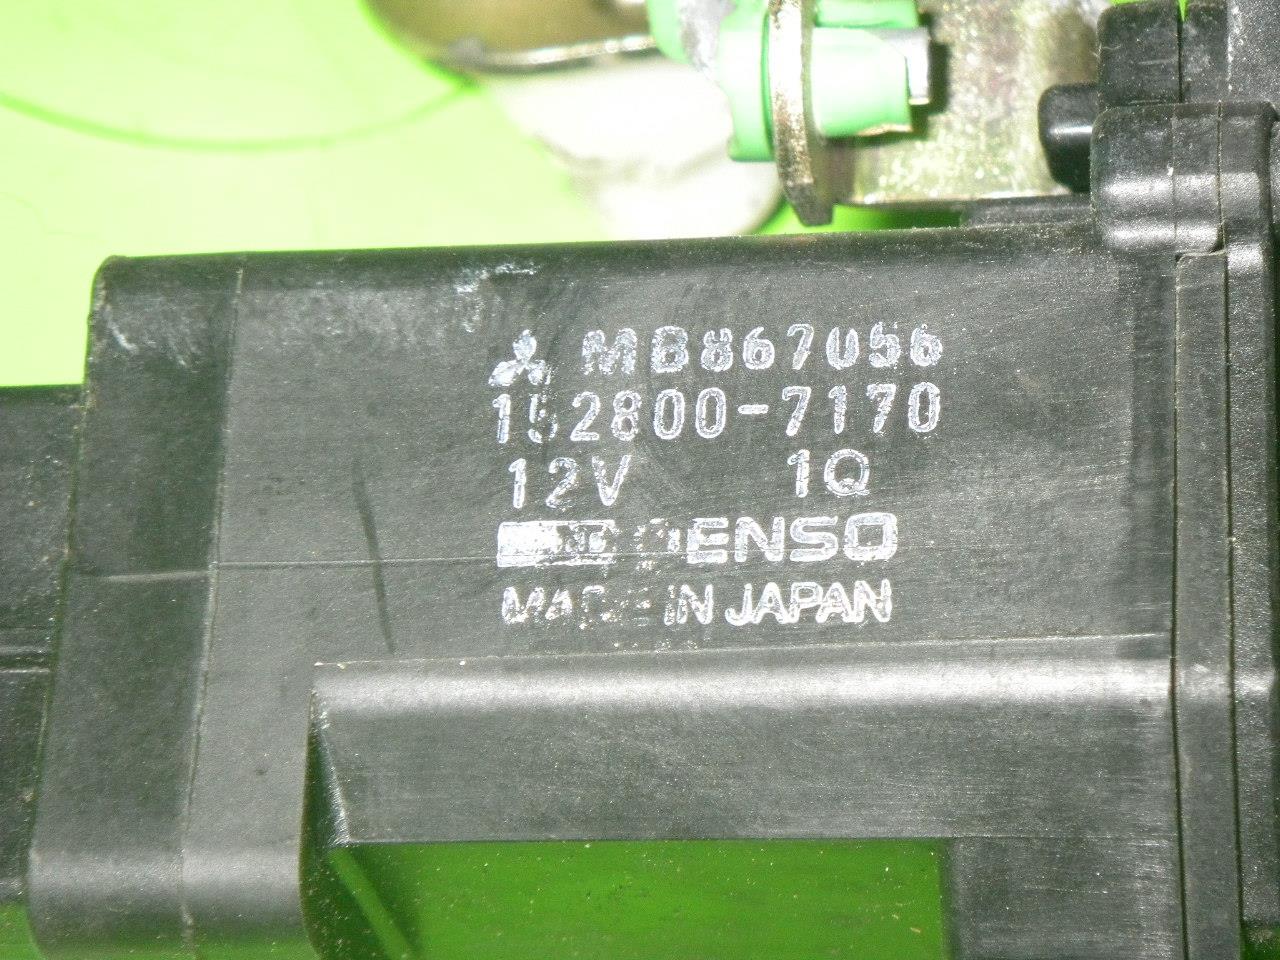 MB867056
152800-7170
12V 1Q
DENSO
MADE IN JAPAN